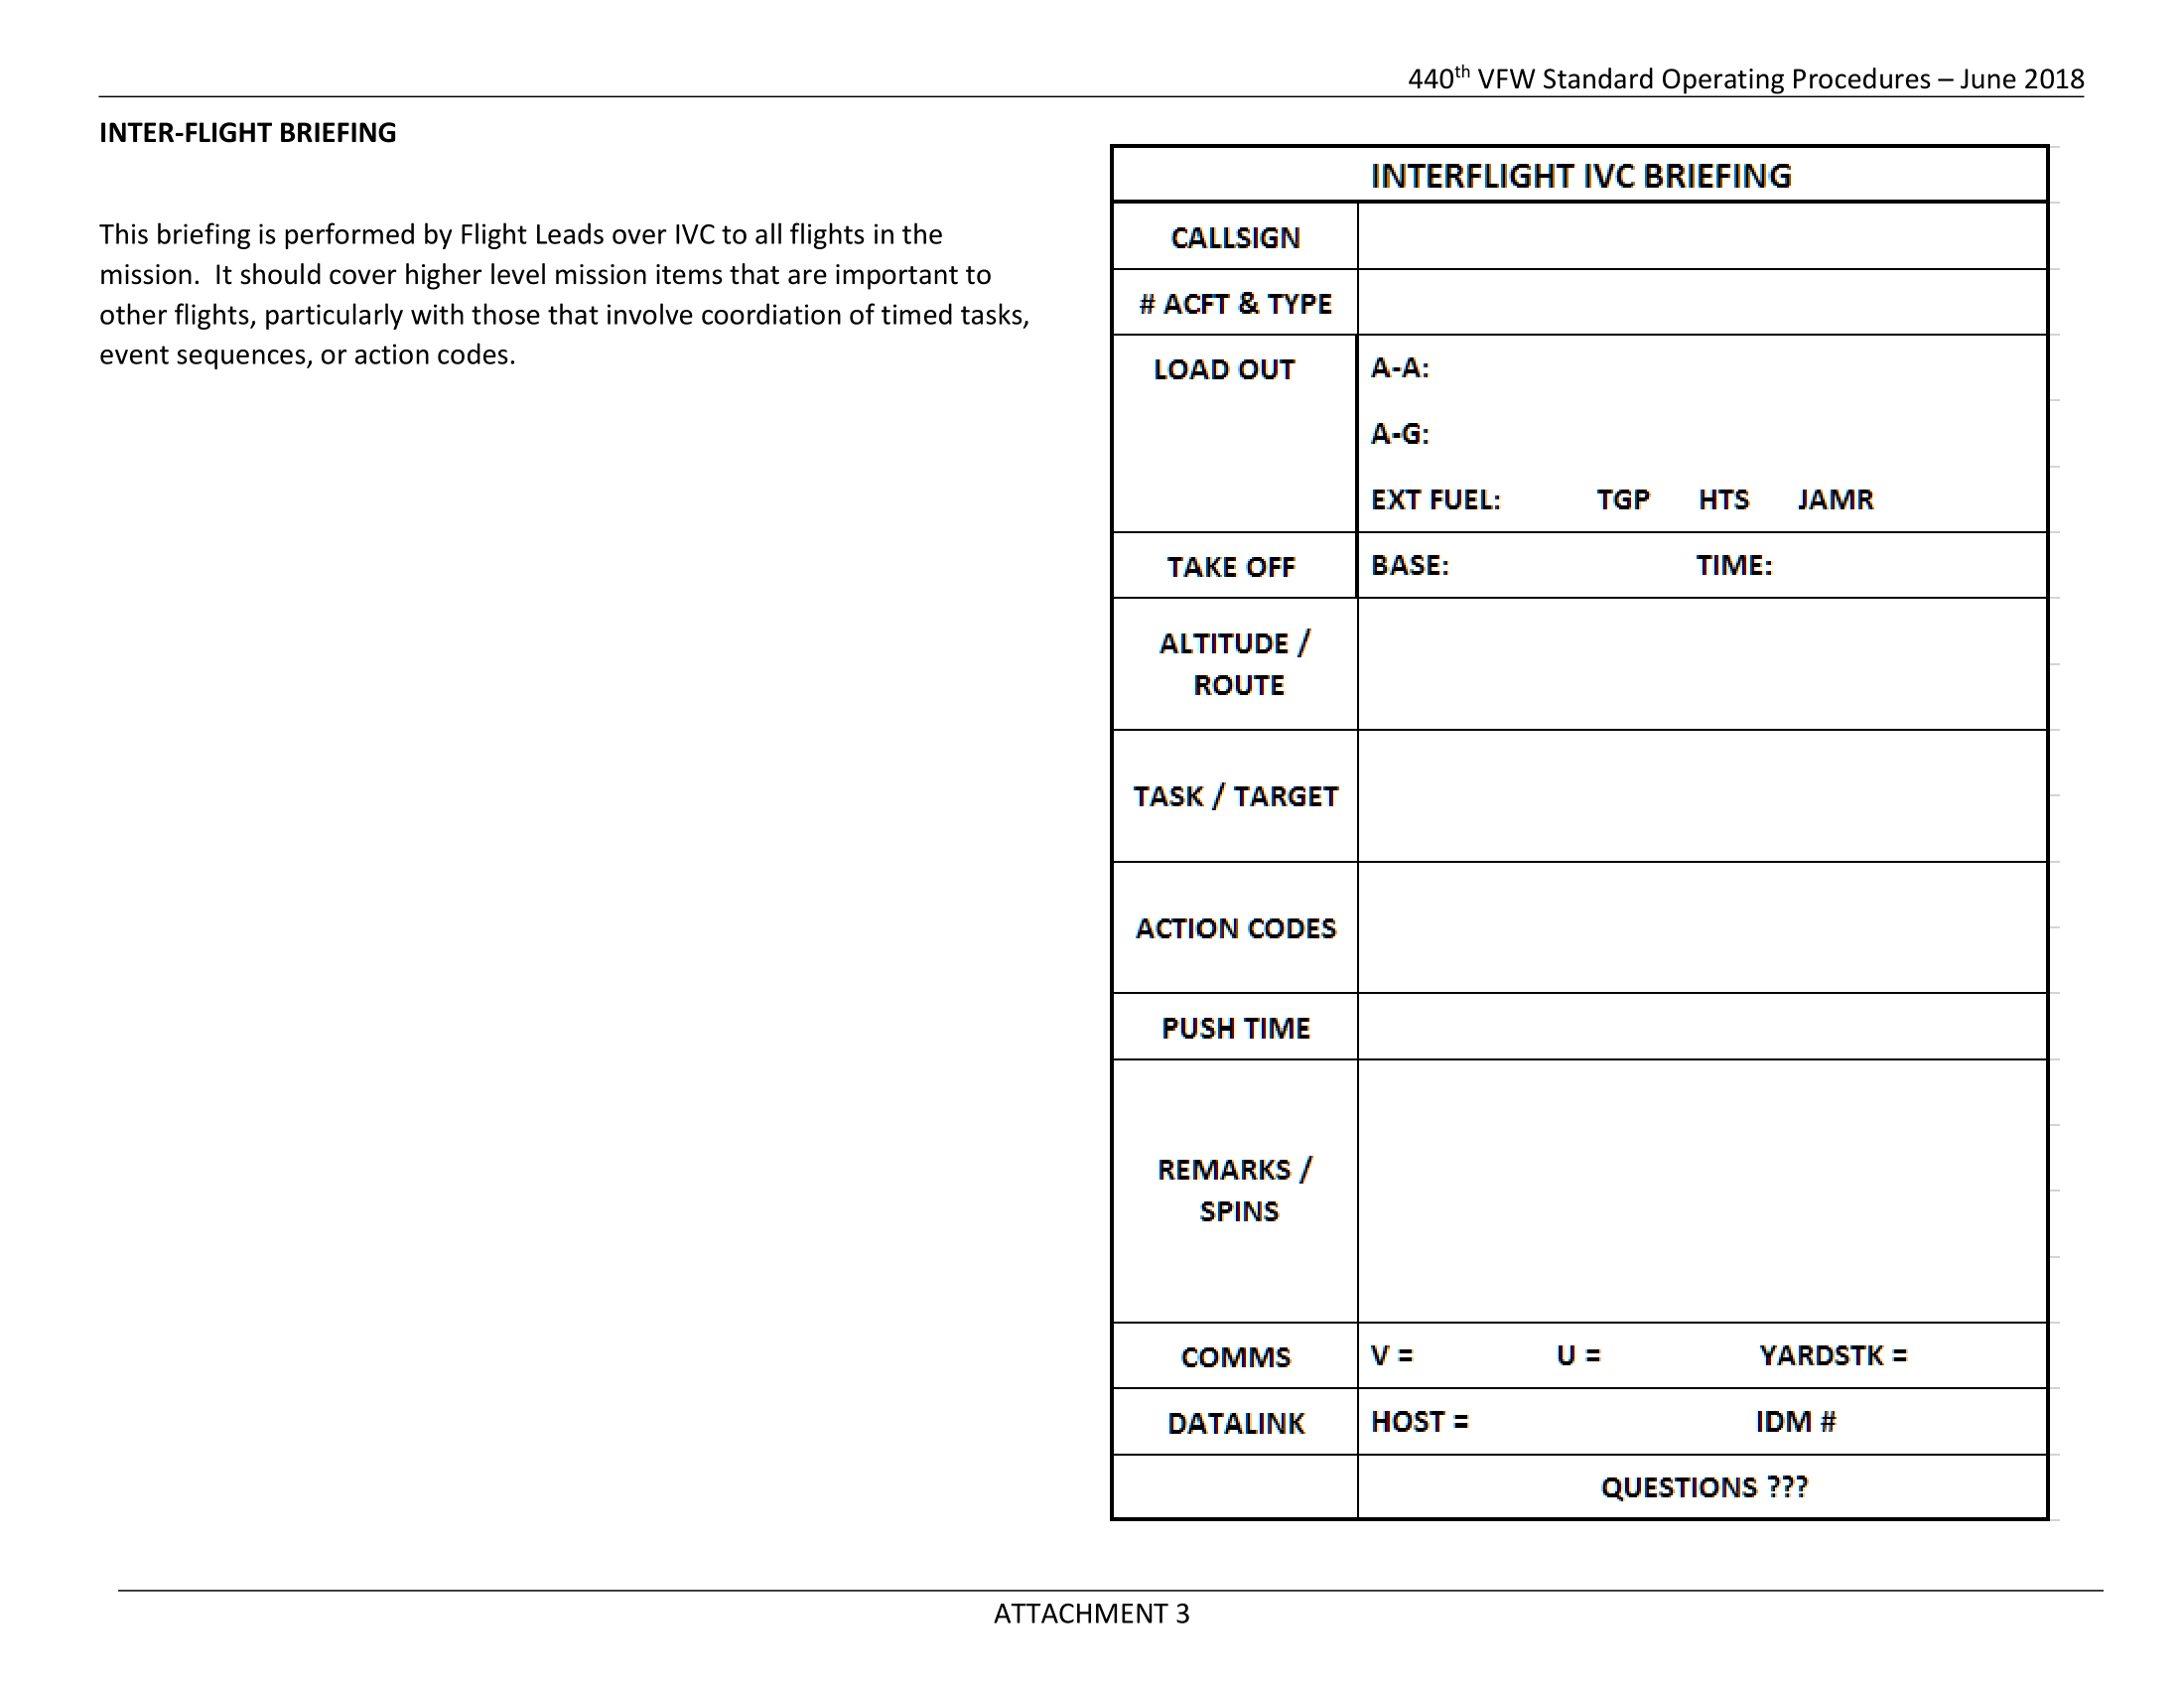 440th VFW Standard Operating Procedures – June 2018
INTER-FLIGHT BRIEFING
This briefing is performed by Flight Leads over IVC to all flights in the
mission.  It should cover higher level mission items that are important to
other flights, particularly with those that involve coordiation of timed tasks,
event sequences, or action codes.
INTERFLIGHT IVC BRIEFING
CALLSIGN
# ACFT & TYPE
LOAD OUT A-A:
A-G:
EXT FUEL: TGP HTS JAMR
TAKE OFF BASE: TIME:
ALTITUDE /
ROUTE
TASK / TARGET
ACTION CODES
PUSH TIME
REMARKS /
SPINS
COMMS V = U = YARDSTK =
DATALINK HOST = IDM #
QUESTIONS ???
ATTACHMENT 3